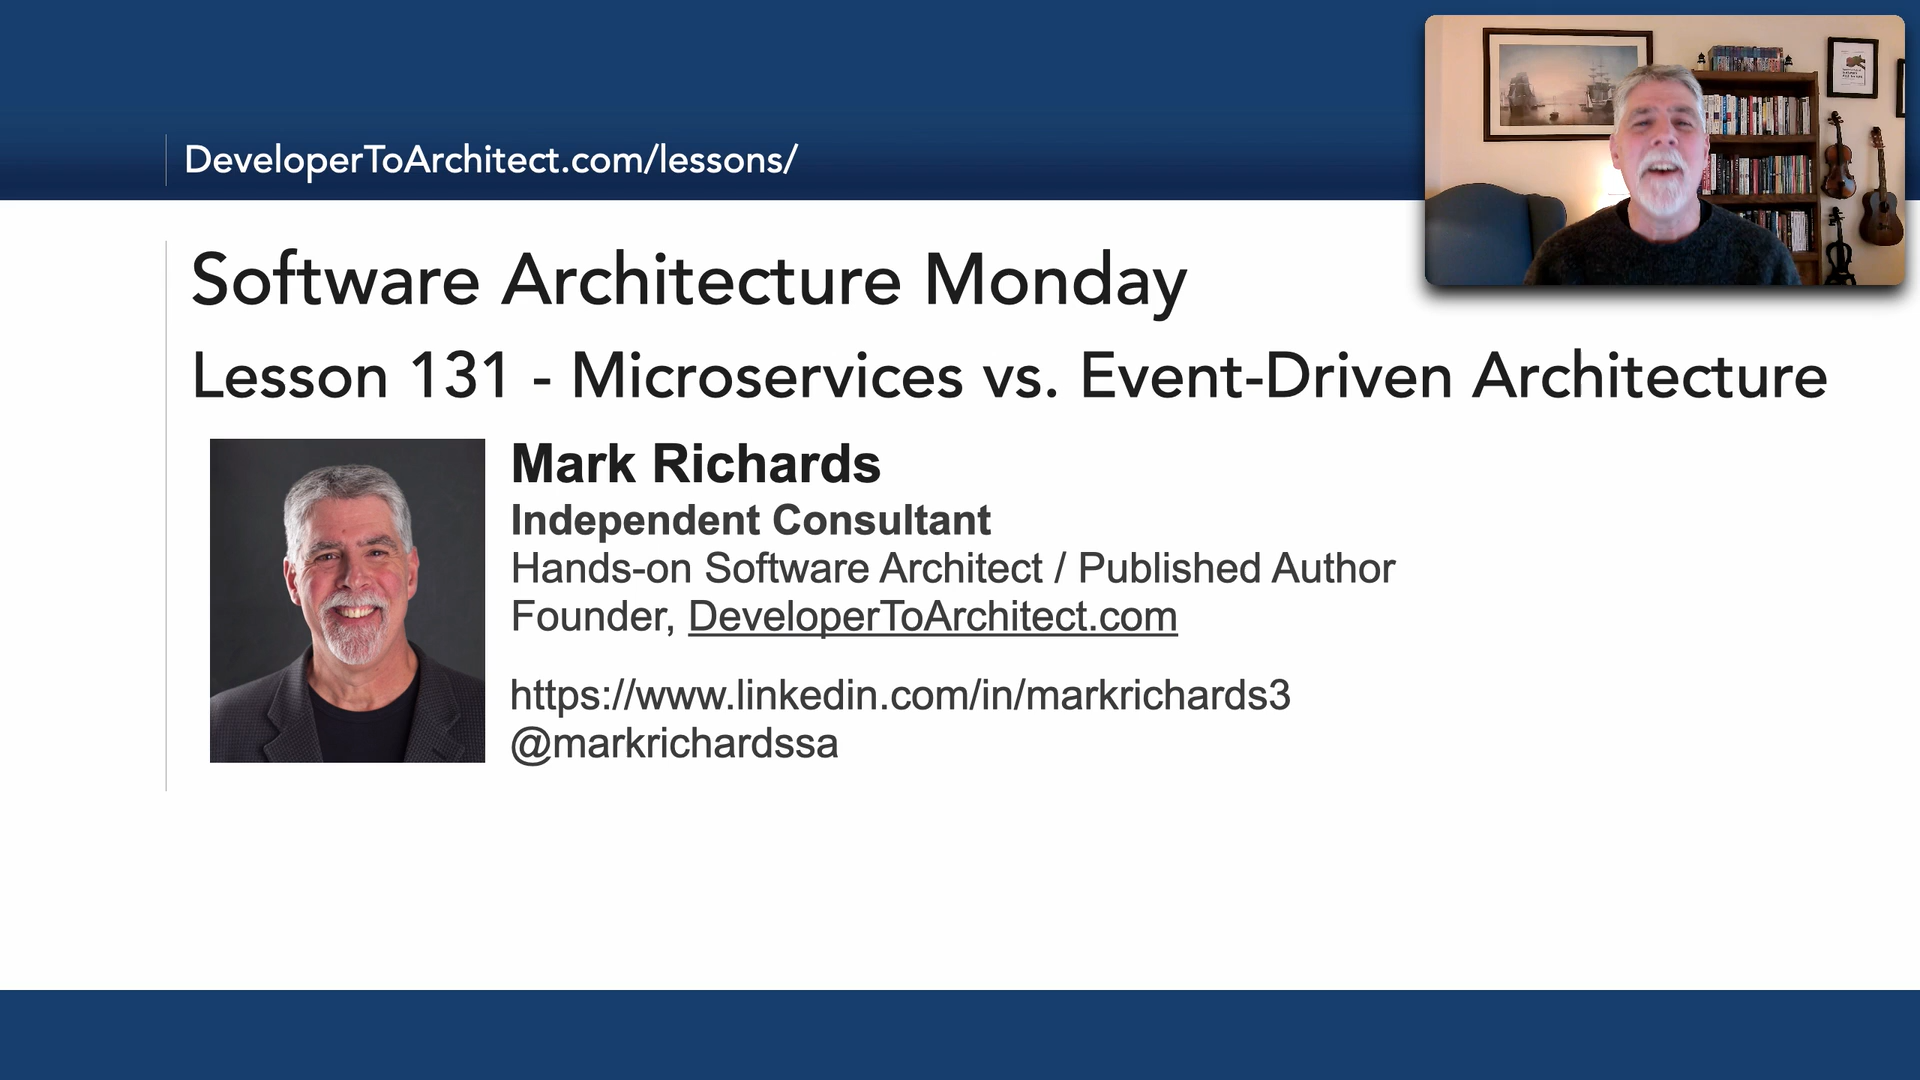 DeveloperToArchitect.com/lessons/
Software Architecture Monday
Lesson 131 - Microservices vs. Event-Driven Architecture
Mark Richards
Independent Consultant
Hands-on Software Architect / Published Author
Founder, DeveloperToArchitect.com
https://www.linkedin.com/in/markrichards3
@markrichardssa